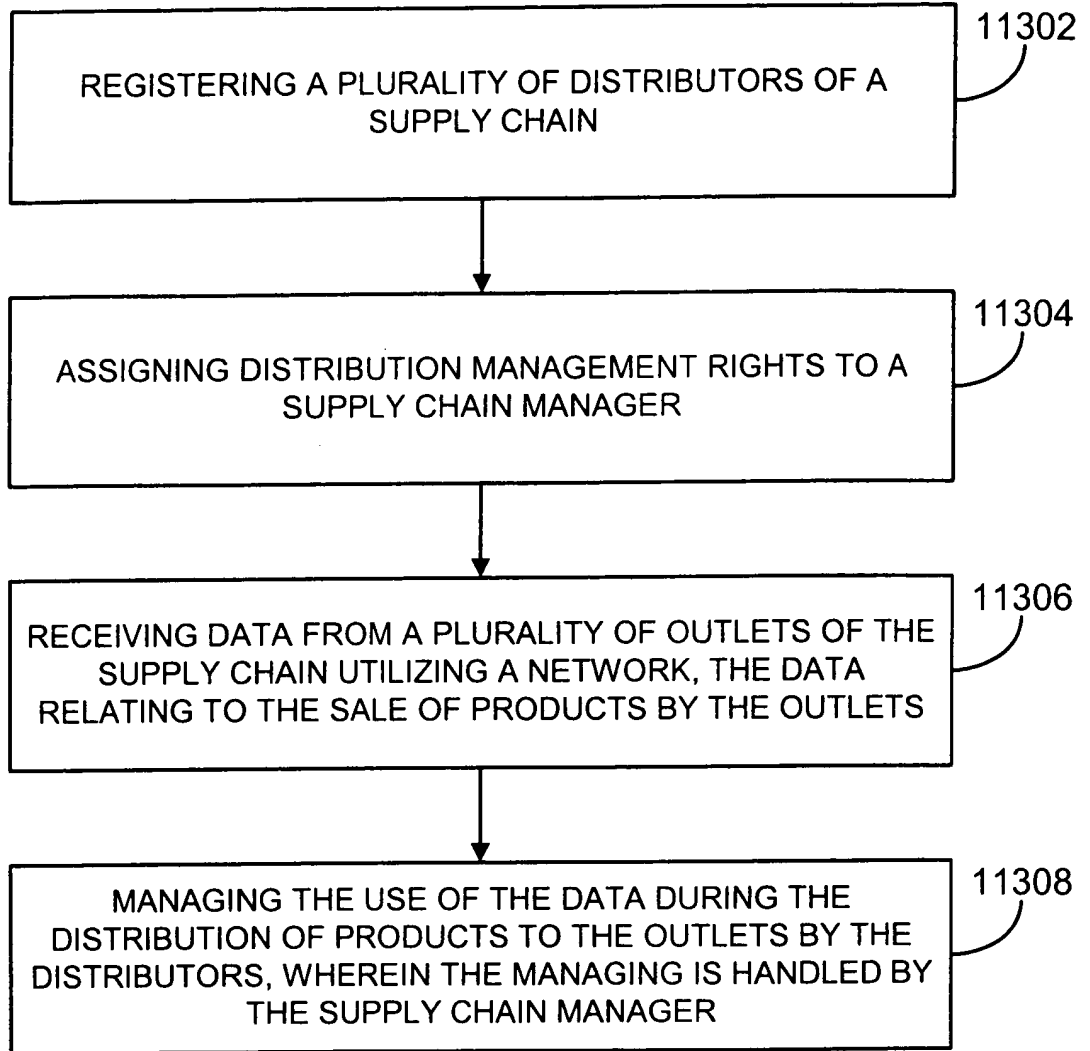 11302
REGISTERING A PLURALITY OF DISTRIBUTORS OF A
SUPPLY CHAIN
11304
ASSIGNING DISTRIBUTION MANAGEMENT RIGHTS TO A
SUPPLY CHAIN MANAGER
11306
RECEIVING DATA FROM A PLURALITY OF OUTLETS OF THE
SUPPLY CHAIN UTILIZING A NETWORK, THE DATA
RELATING TO THE SALE OF PRODUCTS BY THE OUTLETS
11308
MANAGING THE USE OF THE DATA DURING THE
DISTRIBUTION OF PRODUCTS TO THE OUTLETS BY THE
DISTRIBUTORS, WHEREIN THE MANAGING IS HANDLED BY
THE SUPPLY CHAIN MANAGER